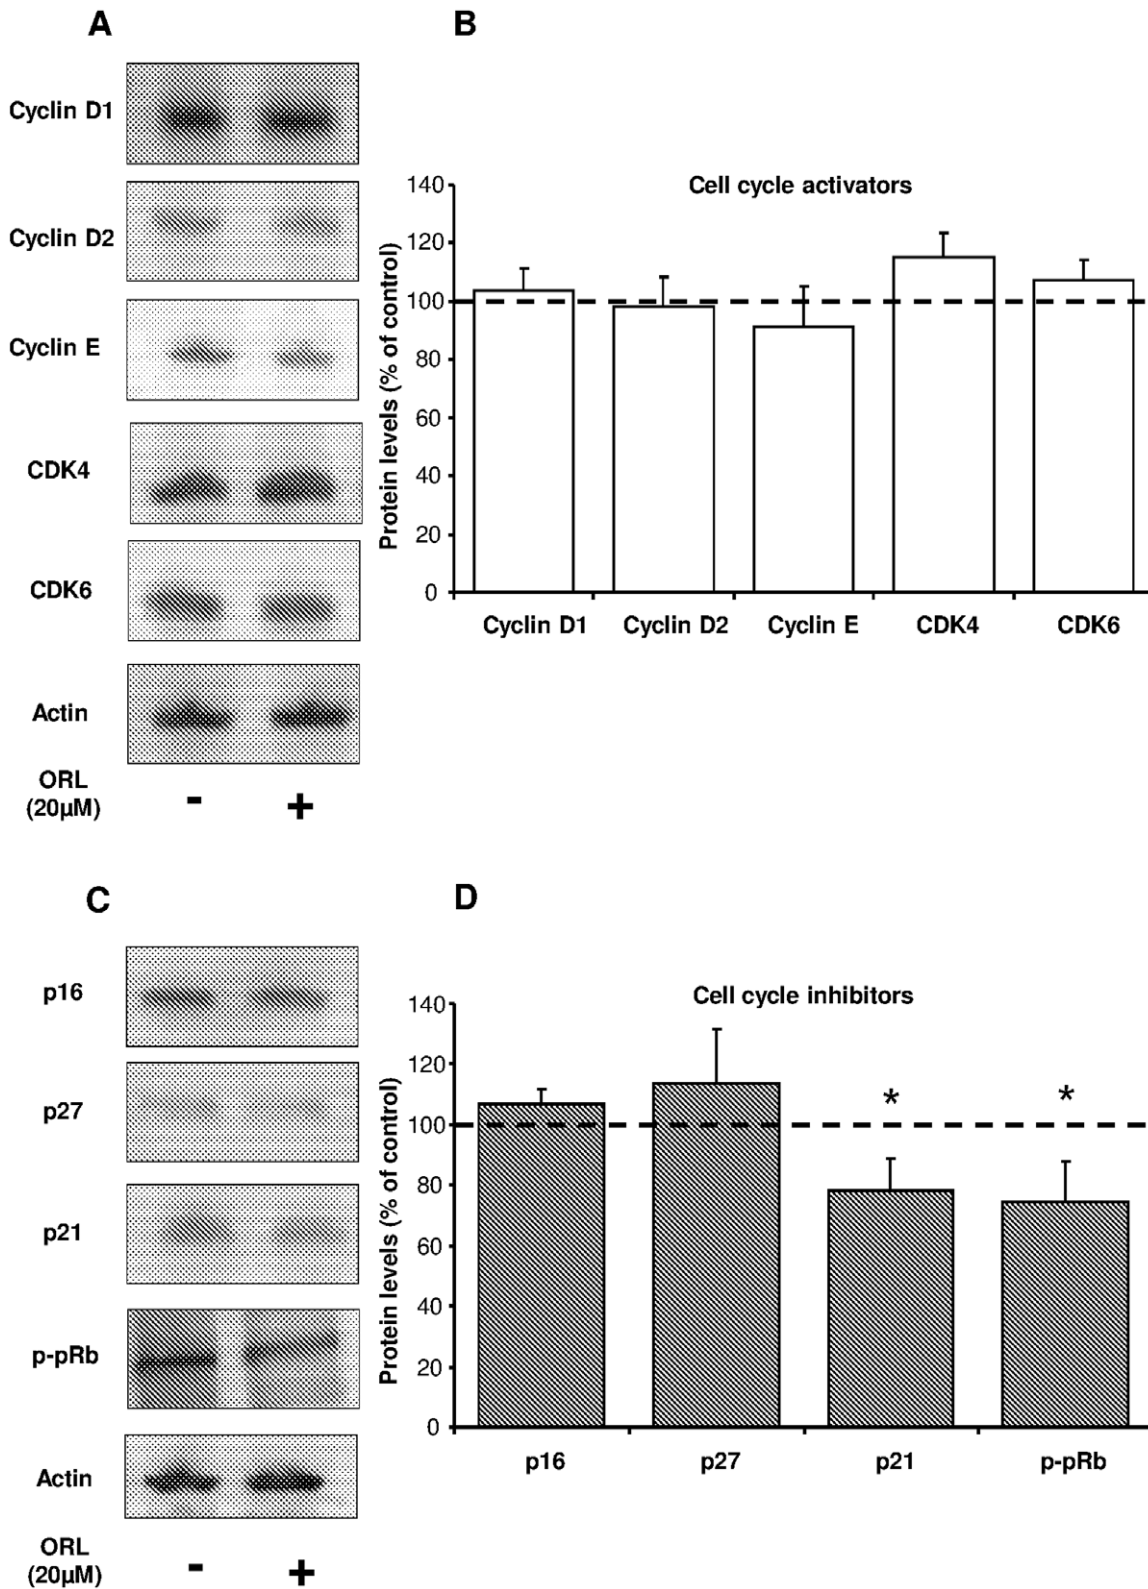 A
Cyclin D1
Cyclin D2
Cyclin E
CDK4
CDK6
Actin
ORL
(20µM)
- +
B
Cell cycle activators
Protein levels (% of control)
140
120
100
80
60
40
20
0
Cyclin D1 Cyclin D2 Cyclin E CDK4 CDK6
C
p16
p27
p21
p-pRb
Actin
ORL
(20µM)
- +
D
Cell cycle inhibitors
Protein levels (% of control)
140
120
100
80
60
40
20
0
* *
p16 p27 p21 p-pRb